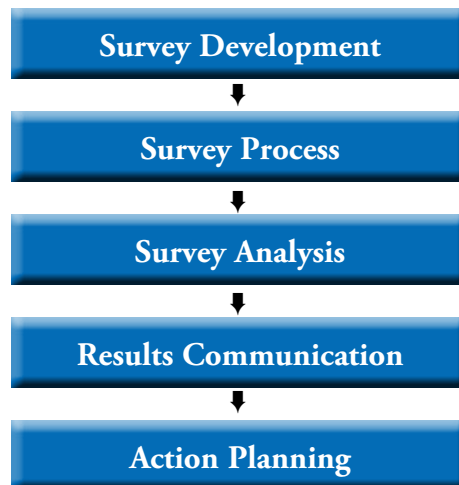 Survey Development
Survey Process
Survey Analysis
Results Communication
Action Planning